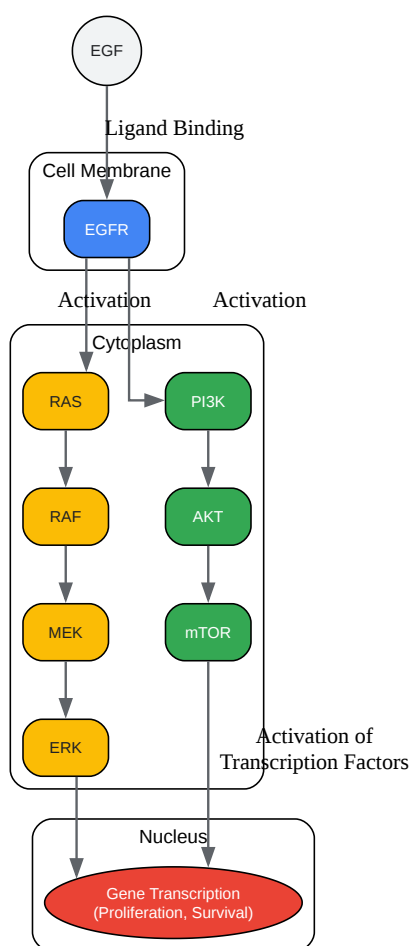 EGF
Ligand Binding
Cell Membrane
EGFR
Activation
Activation
Cytoplasm
RAS
PI3K
RAF
AKT
MEK
mTOR
Activation of
Transcription Factors
ERK
Nucleus
Gene Transcription
(Proliferation, Survival)